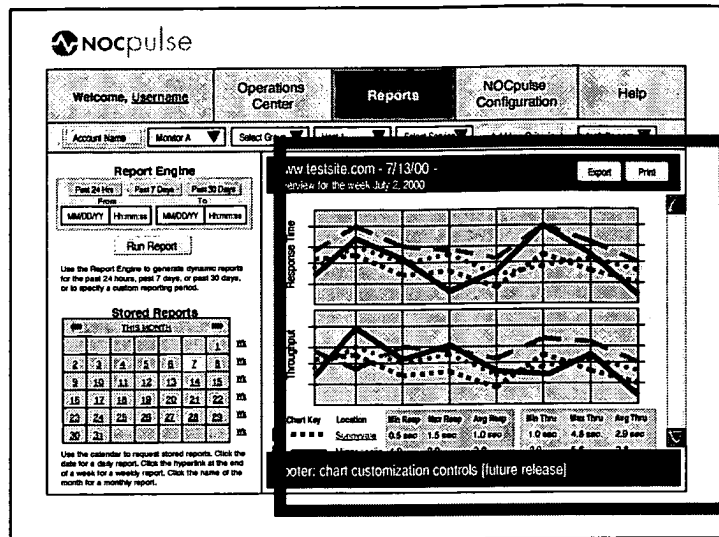 NOCpulse
Welcome, Username
Operations Center
Reports
NOCpulse Configuration
Help
Account Name
Monitor A
Select Group
Report Engine
Past 24 Hrs
Past 7 Days
Past 30 Days
From
To
MM/DD/YY
Hh:mm:ss
MM/DD/YY
Hh:mm:ss
Run Report
Use the Report Engine to generate dynamic reports
for the past 24 hours, past 7 days, or past 30 days,
or to specify a custom reporting period.
Stored Reports
THIS MONTH
1 Wk
2 3 4 5 6 7 8 Wk
9 10 11 12 13 14 15 Wk
16 17 18 19 20 21 22 Wk
23 24 25 26 27 28 29 Wk
30 31 Wk
Use the calendar to request stored reports. Click the
date for a daily report. Click the hyperlink at the end
of a week for a weekly report. Click the name of the
month for a monthly report.
ww testsite.com - 7/13/00 -
erview for the week July 2, 2000
Export
Print
Response Time
Throughput
Chart Key Location Min Resp Max Resp Avg Resp Min Thru Max Thru Avg Thru
Sunnyvale 0.5 sec 1.5 sec 1.0 sec 1.0 sec 4.8 sec 2.9 sec
ooter: chart customization controls [future release]